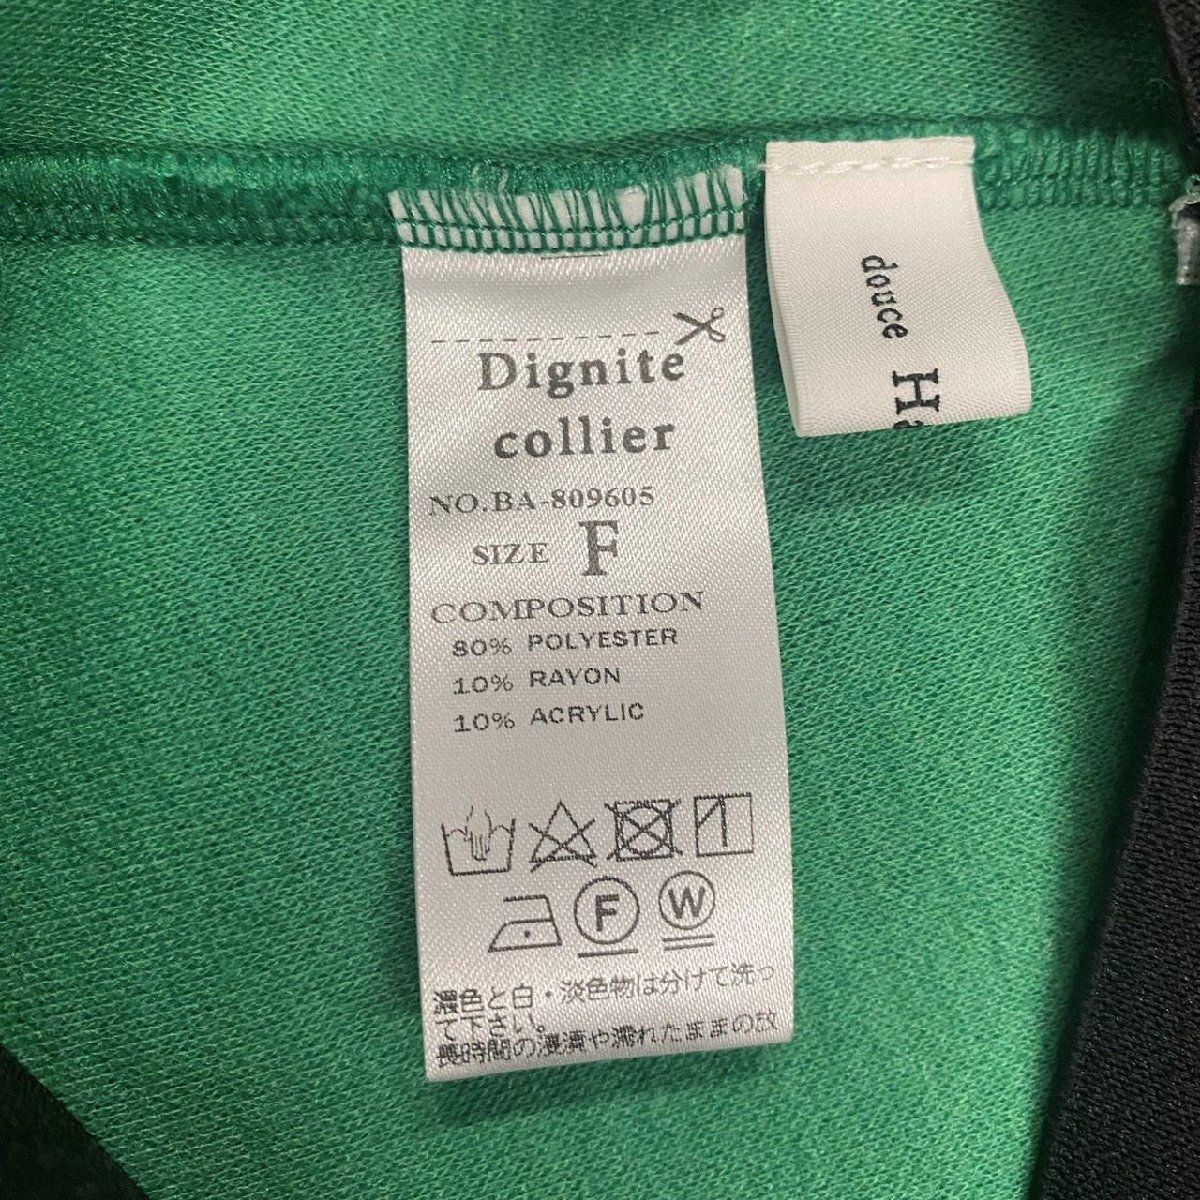 Dignite
collier
NO.BA-809605
SIZE F
COMPOSITION
80% POLYESTER
10% RAYON
10% ACRYLIC
F W
濃色と白・淡色物は分けて洗っ
て下さい。
長時間の浸漬や濡れたままの放
douce Ha